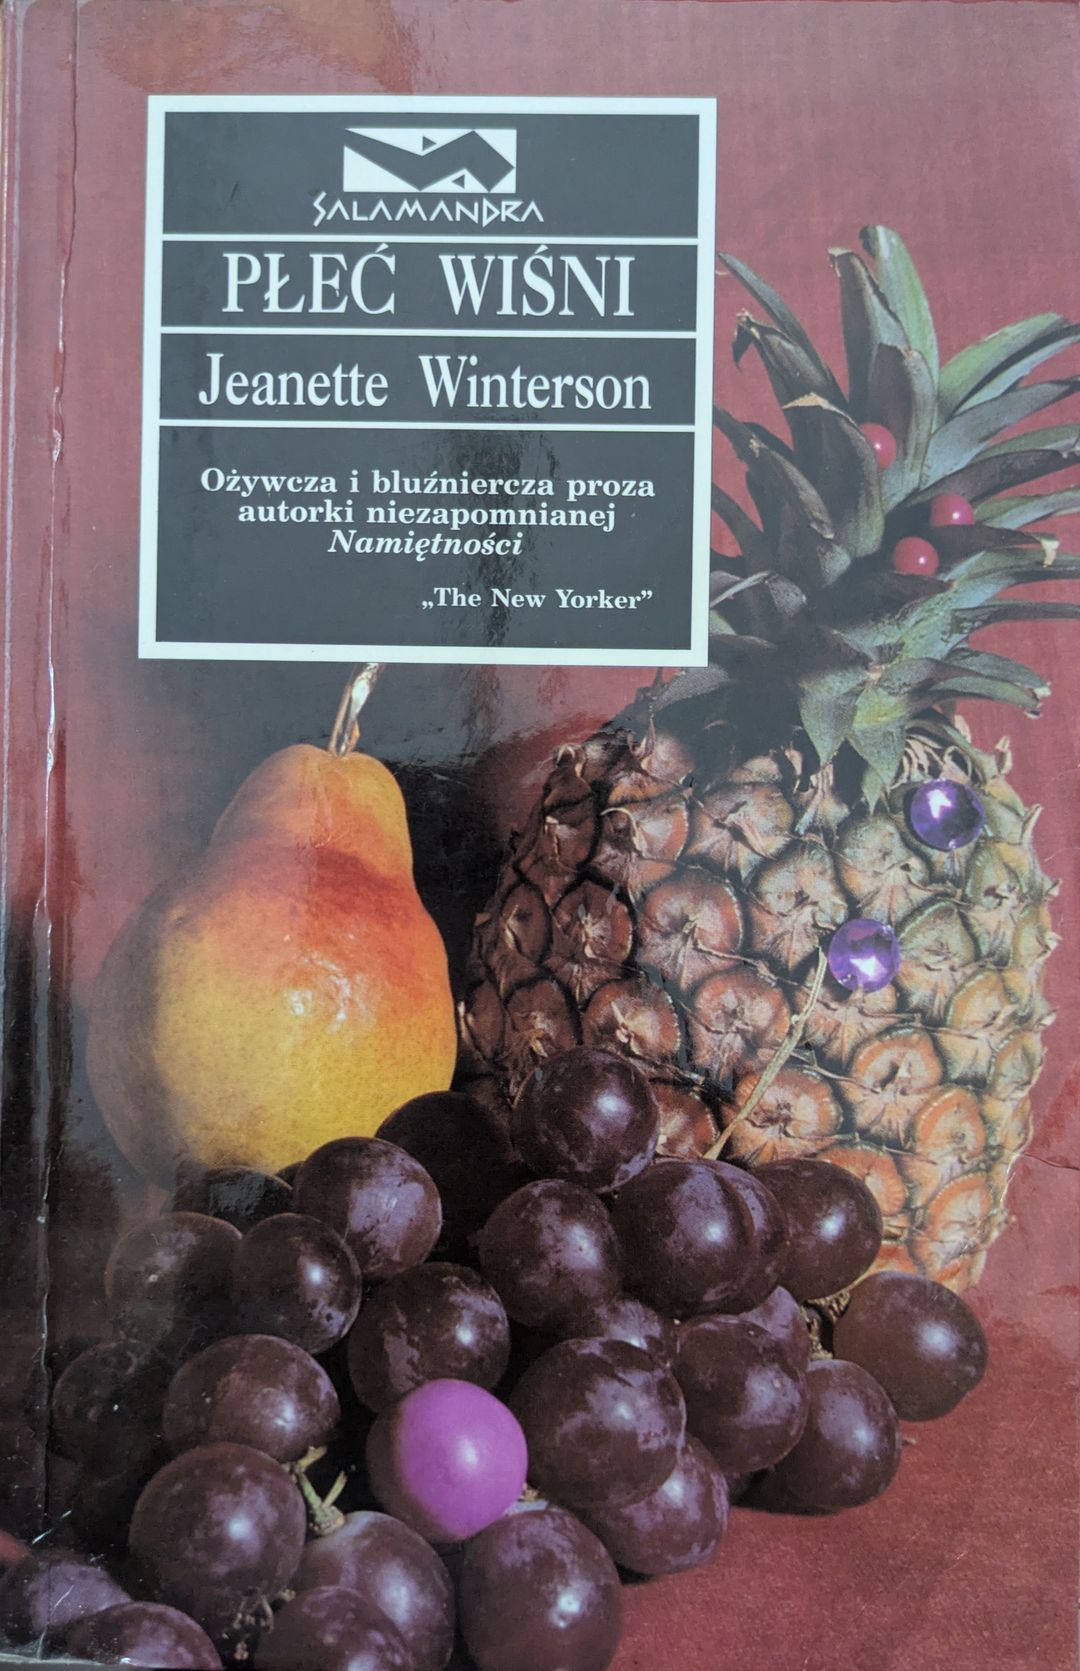 SALAMANDRA
PŁEĆ WIŚNI
Jeanette Winterson
Ożywcza i bluźniercza proza
autorki niezapomnianej
Namiętności
„The New Yorker”